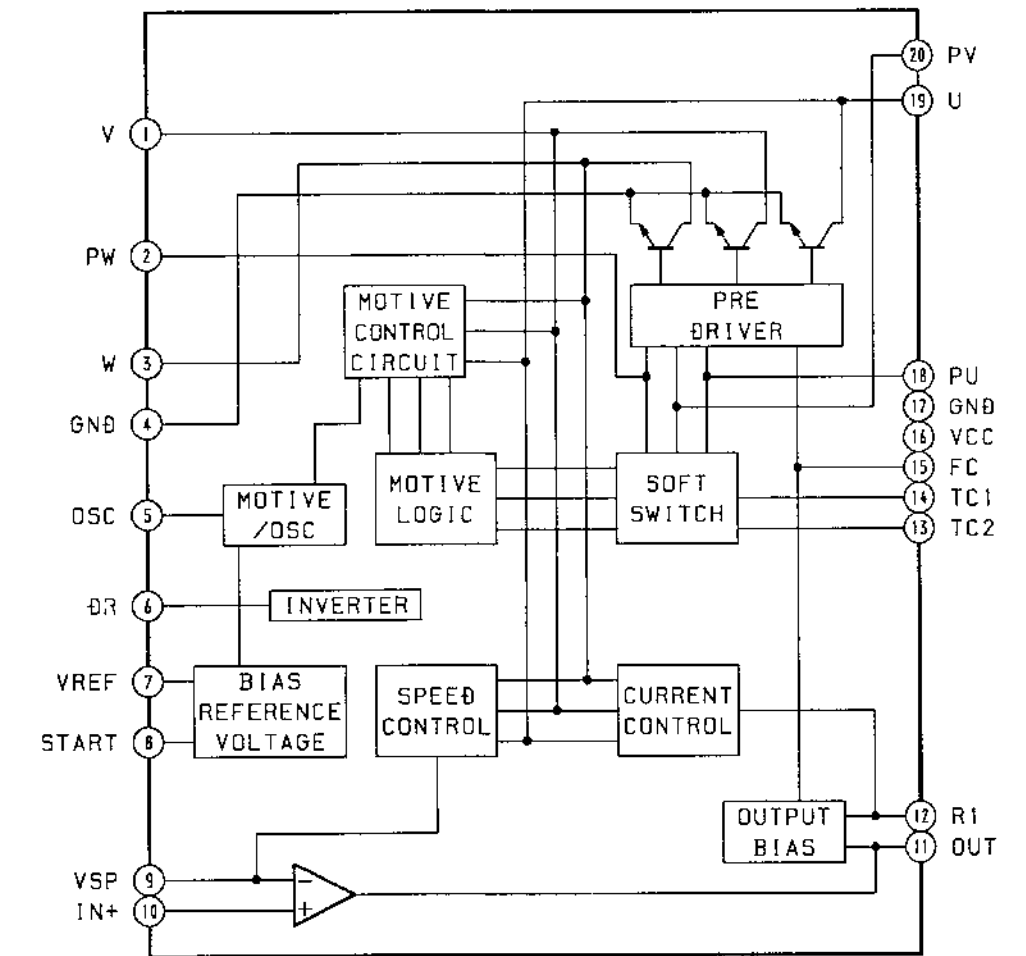 20 PV
19 U
V 1
PW 2
MOTIVE
CONTROL
CIRCUIT
PRE
DRIVER
W 3
18 PU
17 GND
GND 4
16 VCC
15 FC
MOTIVE
LOGIC
SOFT
SWITCH
14 TC1
13 TC2
OSC 5
MOTIVE
/OSC
DR 6
INVERTER
VREF 7
START 8
BIAS
REFERENCE
VOLTAGE
SPEED
CONTROL
CURRENT
CONTROL
OUTPUT
BIAS
12 R1
11 OUT
VSP 9
IN+ 10
−
+